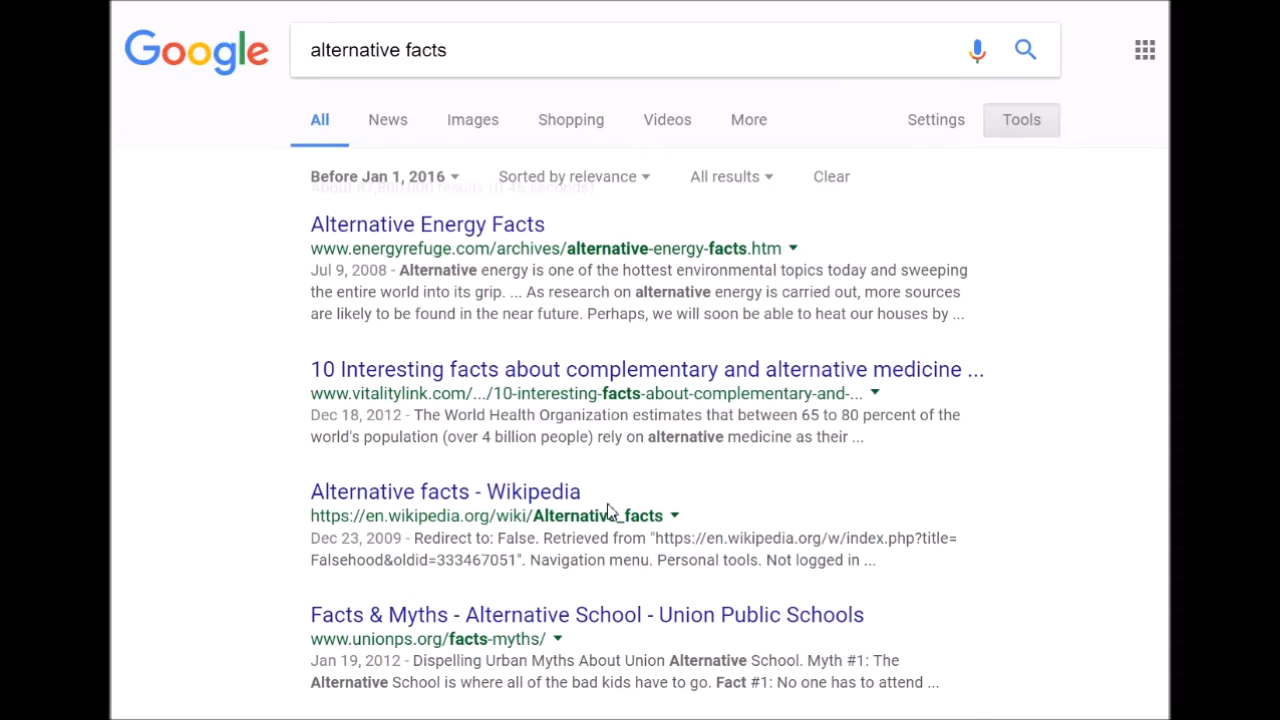 Google
alternative facts
All News Images Shopping Videos More Settings Tools
Before Jan 1, 2016 Sorted by relevance All results Clear
About 87,800,000 results (0.46 seconds)
Alternative Energy Facts
www.energyrefuge.com/archives/alternative-energy-facts.htm
Jul 9, 2008 - Alternative energy is one of the hottest environmental topics today and sweeping
the entire world into its grip. ... As research on alternative energy is carried out, more sources
are likely to be found in the near future. Perhaps, we will soon be able to heat our houses by ...
10 Interesting facts about complementary and alternative medicine ...
www.vitalitylink.com/.../10-interesting-facts-about-complementary-and-...
Dec 18, 2012 - The World Health Organization estimates that between 65 to 80 percent of the
world's population (over 4 billion people) rely on alternative medicine as their ...
Alternative facts - Wikipedia
https://en.wikipedia.org/wiki/Alternative_facts
Dec 23, 2009 - Redirect to: False. Retrieved from "https://en.wikipedia.org/w/index.php?title=
Falsehood&oldid=333467051". Navigation menu. Personal tools. Not logged in ...
Facts & Myths - Alternative School - Union Public Schools
www.unionps.org/facts-myths/
Jan 19, 2012 - Dispelling Urban Myths About Union Alternative School. Myth #1: The
Alternative School is where all of the bad kids have to go. Fact #1: No one has to attend ...